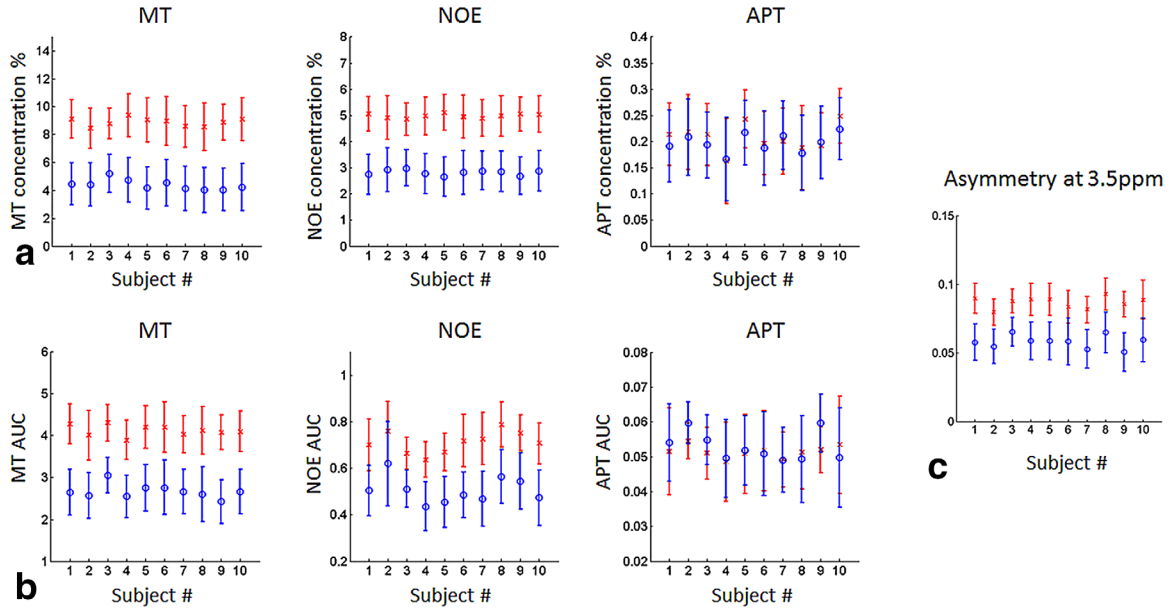 MT
MT concentration %
14
12
10
8
6
4
2
0
1 2 3 4 5 6 7 8 9 10
Subject #
a
NOE
NOE concentration %
8
7
6
5
4
3
2
1
0
1 2 3 4 5 6 7 8 9 10
Subject #
APT
APT concentration %
0.4
0.35
0.3
0.25
0.2
0.15
0.1
0.05
0
1 2 3 4 5 6 7 8 9 10
Subject #
MT
MT AUC
6
5
4
3
2
1
1 2 3 4 5 6 7 8 9 10
Subject #
b
NOE
NOE AUC
1
0.8
0.6
0.4
0.2
1 2 3 4 5 6 7 8 9 10
Subject #
APT
APT AUC
0.08
0.07
0.06
0.05
0.04
0.03
0.02
1 2 3 4 5 6 7 8 9 10
Subject #
Asymmetry at 3.5ppm
0.15
0.1
0.05
0
1 2 3 4 5 6 7 8 9 10
Subject #
c